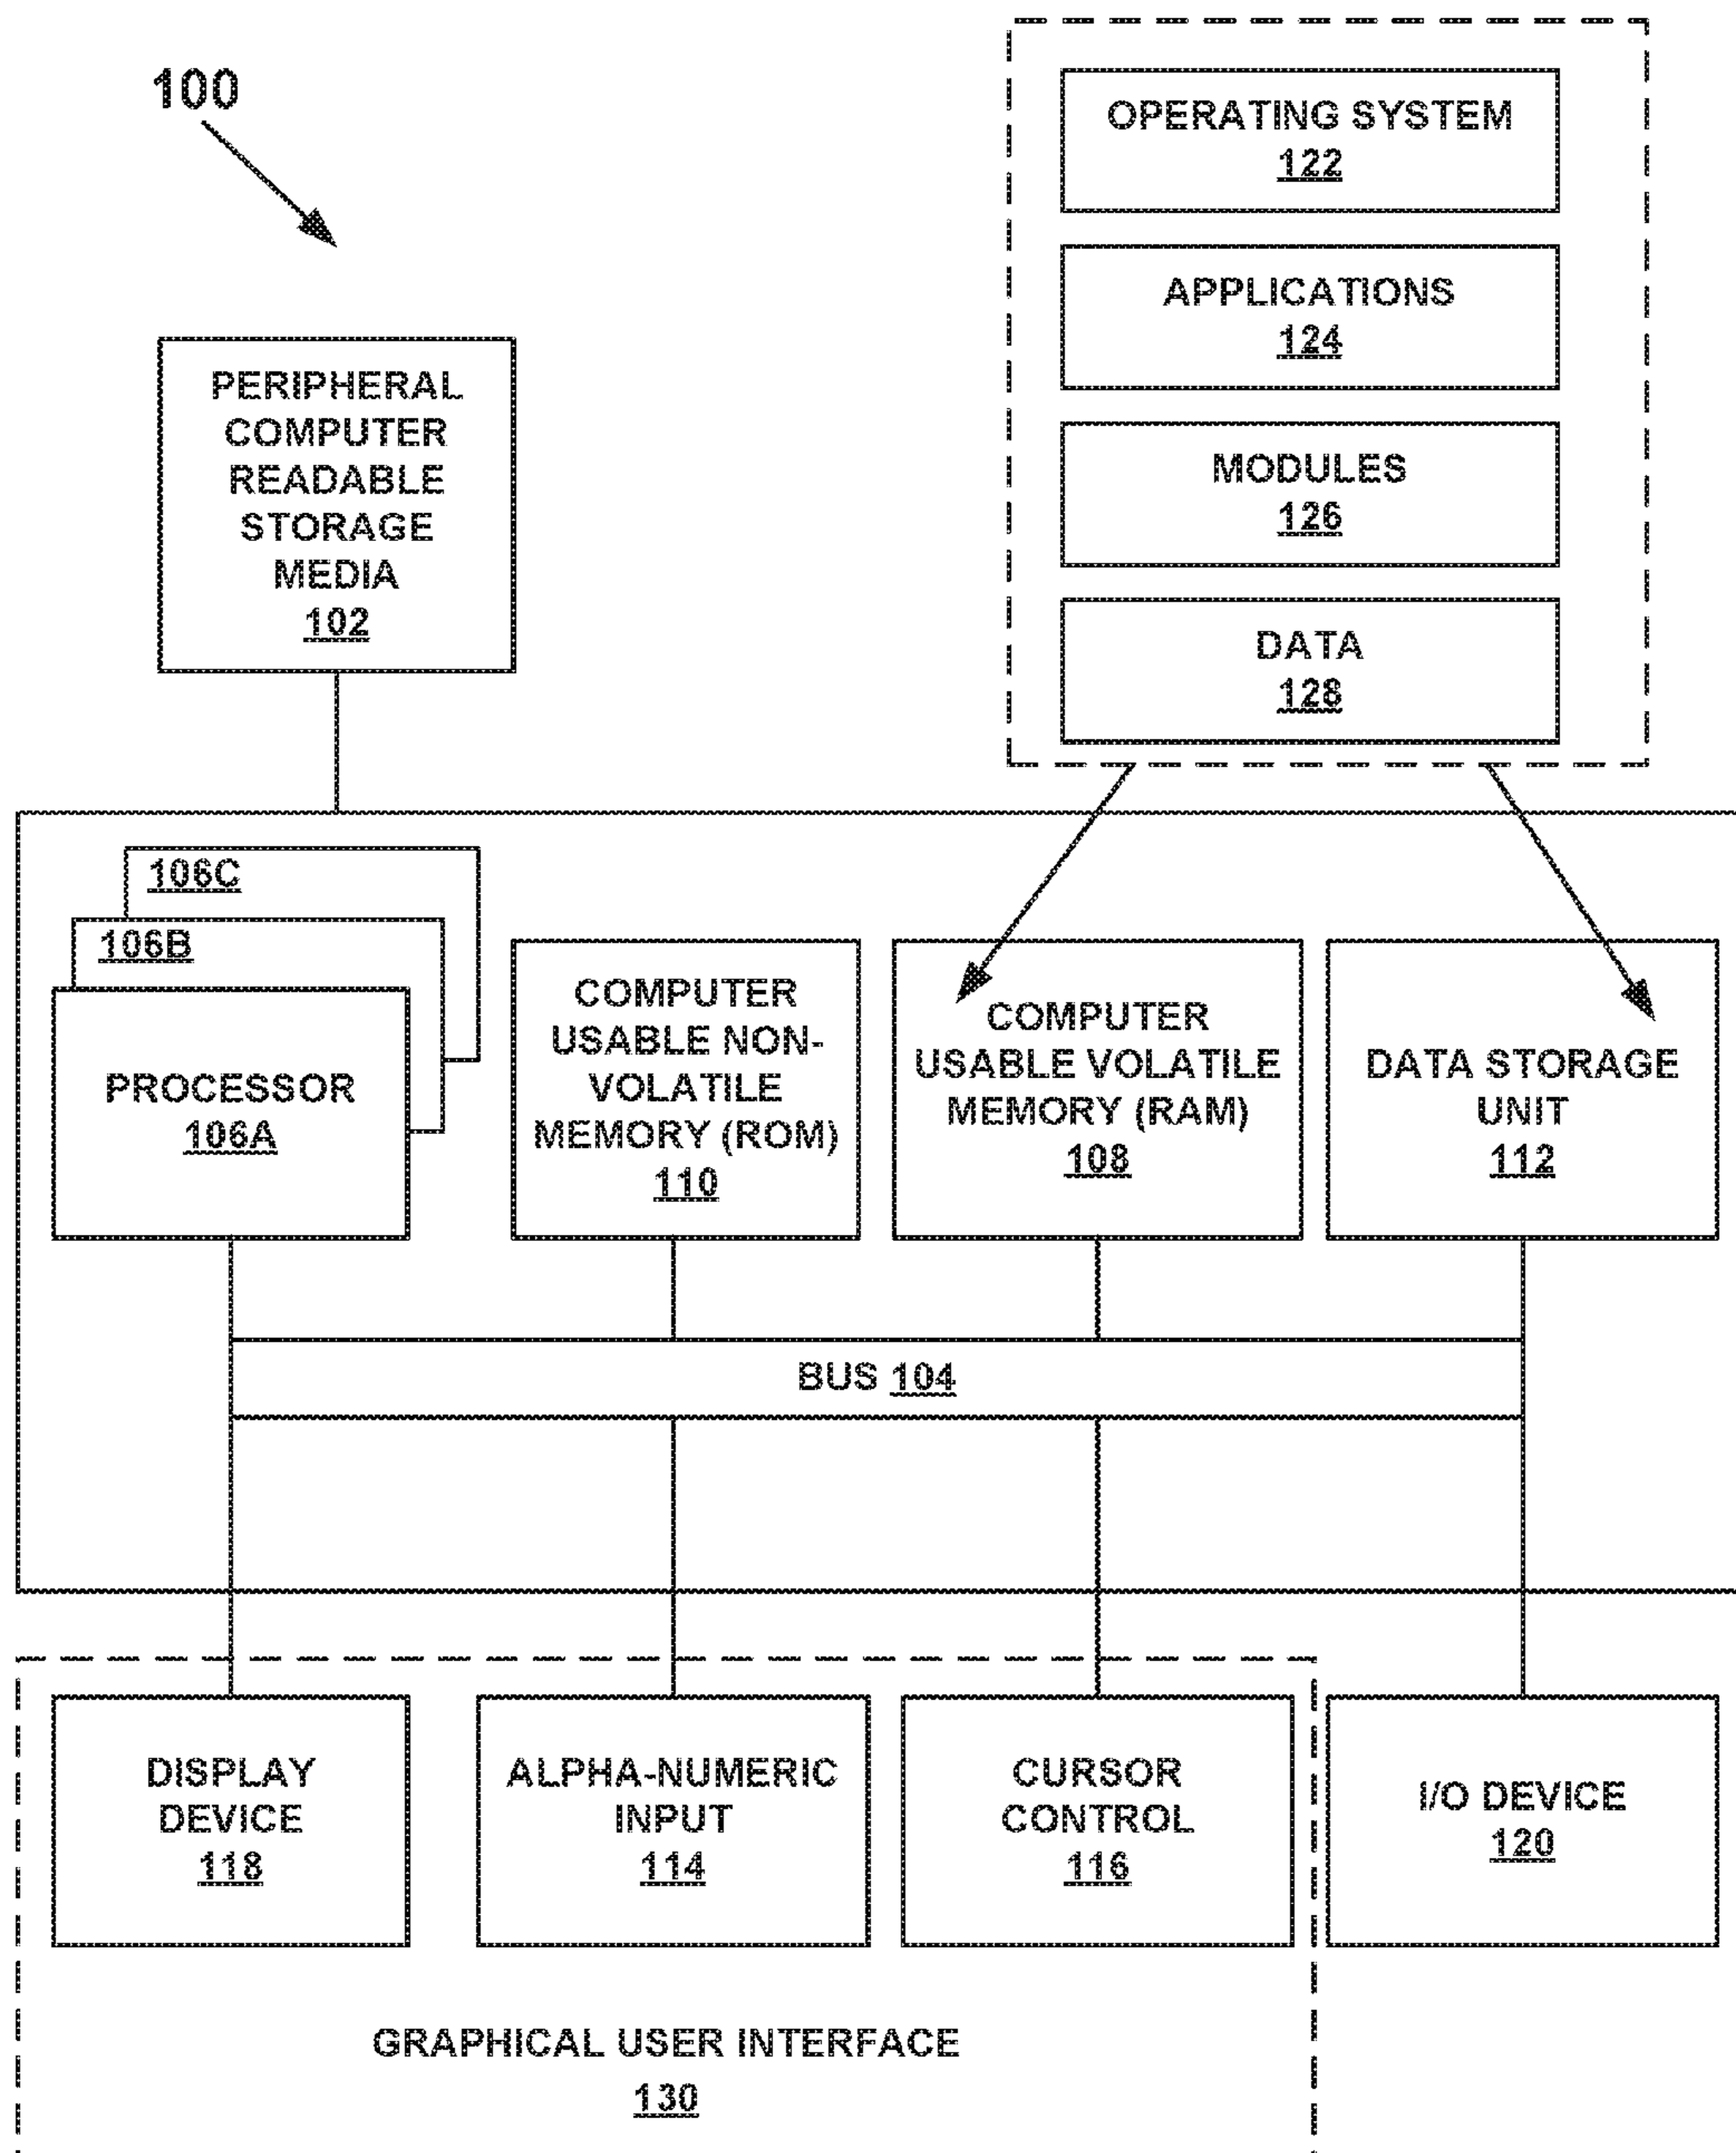 100
OPERATING SYSTEM
122
APPLICATIONS
124
MODULES
126
DATA
128
PERIPHERAL
COMPUTER
READABLE
STORAGE
MEDIA
102
106C
106B
PROCESSOR
106A
COMPUTER
USABLE NON-
VOLATILE
MEMORY (ROM)
110
COMPUTER
USABLE VOLATILE
MEMORY (RAM)
108
DATA STORAGE
UNIT
112
BUS 104
DISPLAY
DEVICE
118
ALPHA-NUMERIC
INPUT
114
CURSOR
CONTROL
116
I/O DEVICE
120
GRAPHICAL USER INTERFACE
130